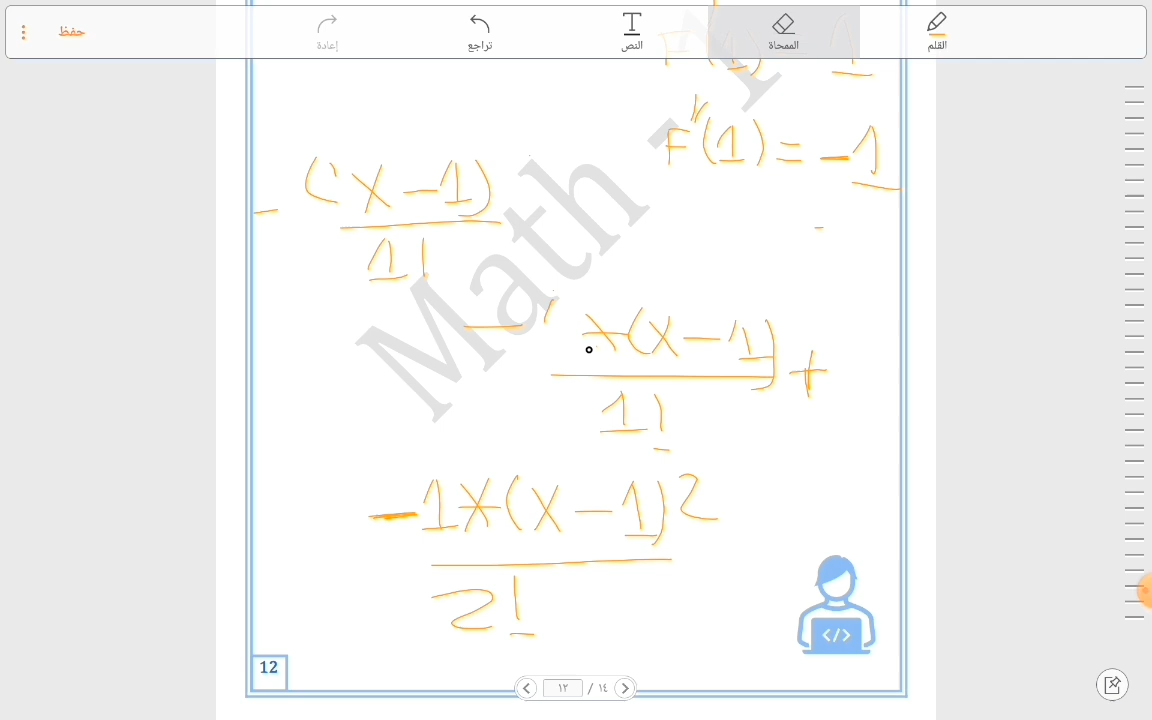 حفظ
إعادة
تراجع
النص
الممحاة
القلم
F''(1) = -1
- (x-1)
1!
*(x-1) +
1!
-1*(x-1)2
2!
Math
12
١٢ / ١٤